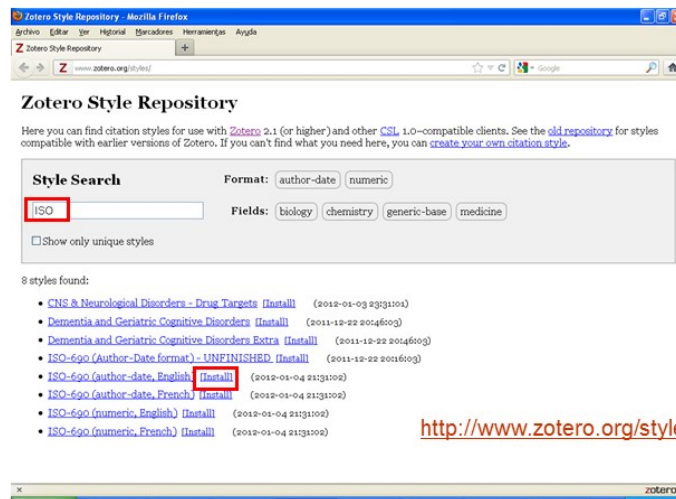 Zotero Style Repository - Mozilla Firefox
Archivo Editar Ver Historial Marcadores Herramientas Ayuda
Z Zotero Style Repository +
Z www.zotero.org/styles/ Google
Zotero Style Repository
Here you can find citation styles for use with Zotero 2.1 (or higher) and other CSL 1.0-compatible clients. See the old repository for styles
compatible with earlier versions of Zotero. If you can't find what you need here, you can create your own citation style.
Style Search Format: author-date numeric
ISO Fields: biology chemistry generic-base medicine
Show only unique styles
8 styles found:
• CNS & Neurological Disorders - Drug Targets [Install] (2012-01-03 23:31:01)
• Dementia and Geriatric Cognitive Disorders [Install] (2011-12-22 20:46:03)
• Dementia and Geriatric Cognitive Disorders Extra [Install] (2011-12-22 20:46:03)
• ISO-690 (Author-Date format) - UNFINISHED [Install] (2011-12-22 20:16:03)
• ISO-690 (author-date, English) [Install] (2012-01-04 21:31:02)
• ISO-690 (author-date, French) [Install] (2012-01-04 21:31:02)
• ISO-690 (numeric, English) [Install] (2012-01-04 21:31:02)
• ISO-690 (numeric, French) [Install] (2012-01-04 21:31:02)
http://www.zotero.org/style
× zotero